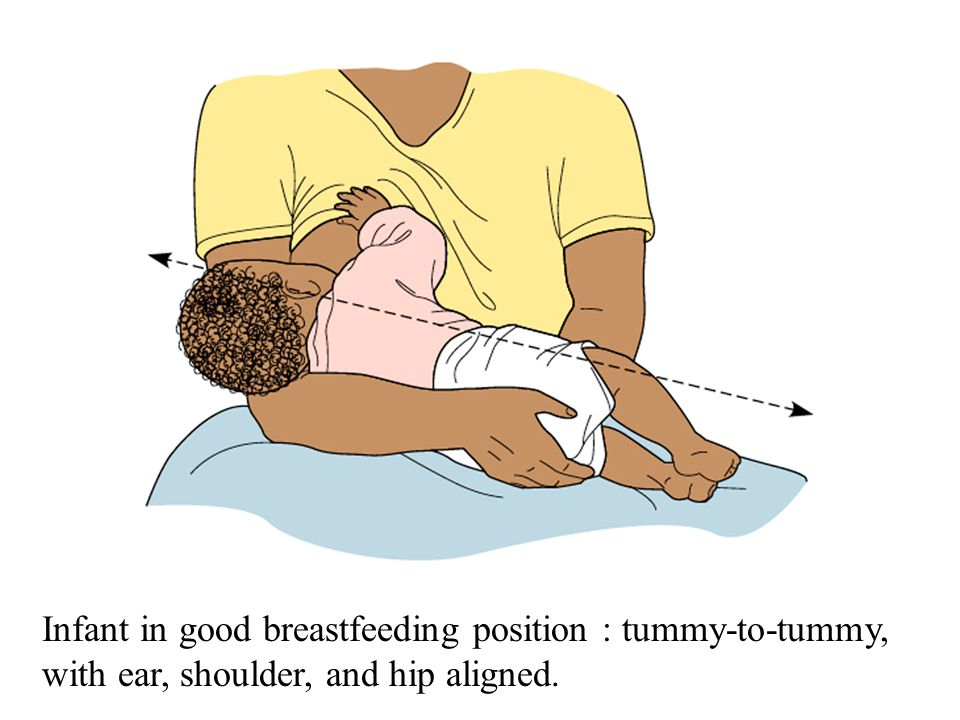 Infant in good breastfeeding position : tummy-to-tummy,
with ear, shoulder, and hip aligned.